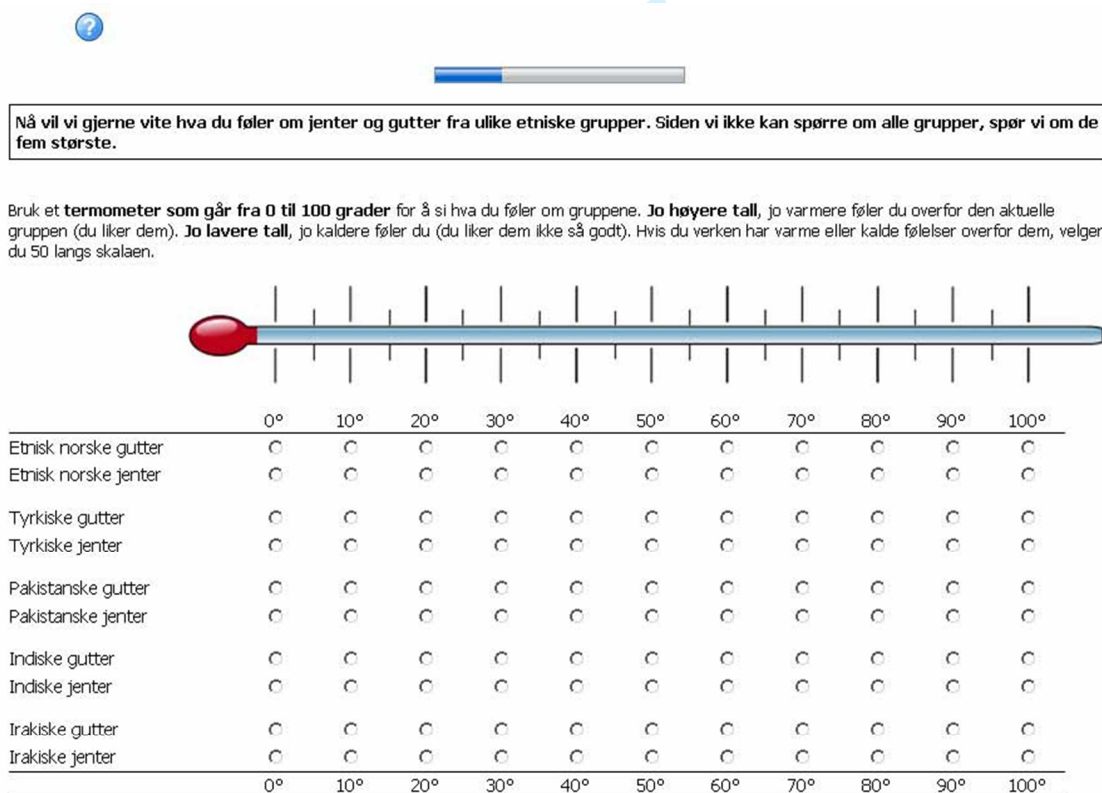 ?
Nå vil vi gjerne vite hva du føler om jenter og gutter fra ulike etniske grupper. Siden vi ikke kan spørre om alle grupper, spør vi om de
fem største.
Bruk et termometer som går fra 0 til 100 grader for å si hva du føler om gruppene. Jo høyere tall, jo varmere føler du overfor den aktuelle
gruppen (du liker dem). Jo lavere tall, jo kaldere føler du (du liker dem ikke så godt). Hvis du verken har varme eller kalde følelser overfor dem, velger
du 50 langs skalaen.
0° 10° 20° 30° 40° 50° 60° 70° 80° 90° 100°
Etnisk norske gutter
Etnisk norske jenter
Tyrkiske gutter
Tyrkiske jenter
Pakistanske gutter
Pakistanske jenter
Indiske gutter
Indiske jenter
Irakiske gutter
Irakiske jenter
0° 10° 20° 30° 40° 50° 60° 70° 80° 90° 100°